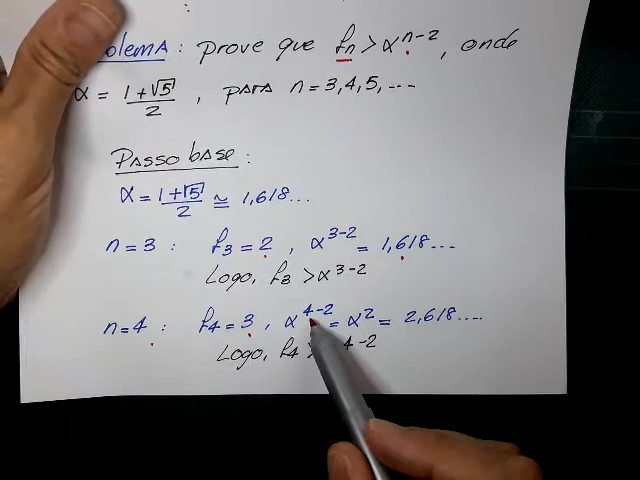 oblema: prove que fn > α^n-2, onde
α = 1+√5/2, para n=3,4,5,...
Passo base:
α = 1+√5/2 ≅ 1,618...
n=3: f3=2, α^3-2 = 1,618...
Logo, f3 > α^3-2
n=4: f4=3, α^4-2 = α^2 = 2,618....
Logo, f4 > 4-2